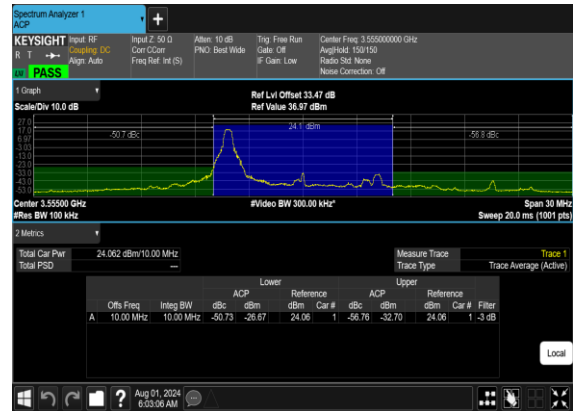 Spectrum Analyzer 1
ACP
+
KEYSIGHT Input: RF Input Z: 50 Ω Atten: 10 dB Trig: Free Run Center Freq: 3.555000000 GHz
R T Coupling: DC Corr CCorr PNO: Best Wide Gate: Off Avg|Hold: 150/150
Align: Auto Freq Ref: Int (S) IF Gain: Low Radio Std: None
PASS Noise Correction: Off
1 Graph Ref Lvl Offset 33.47 dB
Scale/Div 10.0 dB Ref Value 36.97 dBm
27.0
17.0 -50.7 dBc 24.1 dBm -56.8 dBc
6.97
-3.03
-13.0
-23.0
-33.0
-43.0
-53.0
Center 3.55500 GHz #Video BW 300.00 kHz* Span 30 MHz
#Res BW 100 kHz Sweep 20.0 ms (1001 pts)
2 Metrics
Total Car Pwr 24.062 dBm/10.00 MHz Measure Trace Trace 1
Total PSD --- Trace Type Trace Average (Active)
Lower Upper
ACP Reference ACP Reference
Offs Freq Integ BW dBc dBm dBm Car # dBc dBm dBm Car # Filter
A 10.00 MHz 10.00 MHz -50.73 -26.67 24.06 1 -56.76 -32.70 24.06 1 -3 dB
Local
? Aug 01, 2024
6:03:06 AM